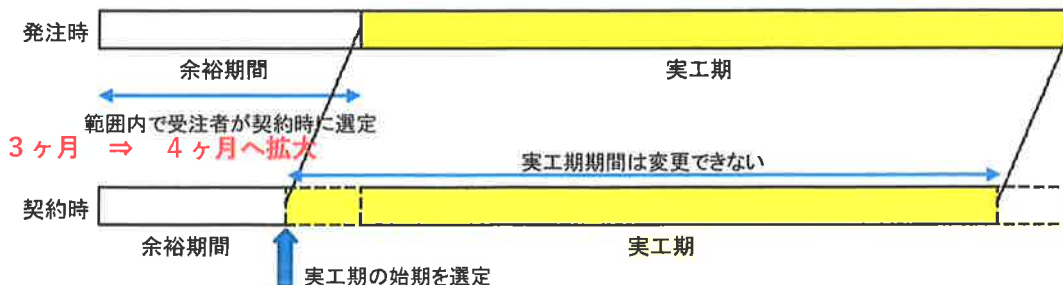 発注時
余裕期間
実工期
範囲内で受注者が契約時に選定
3ヶ月 ⇒ 4ヶ月へ拡大
実工期期間は変更できない
契約時
余裕期間
実工期
実工期の始期を選定